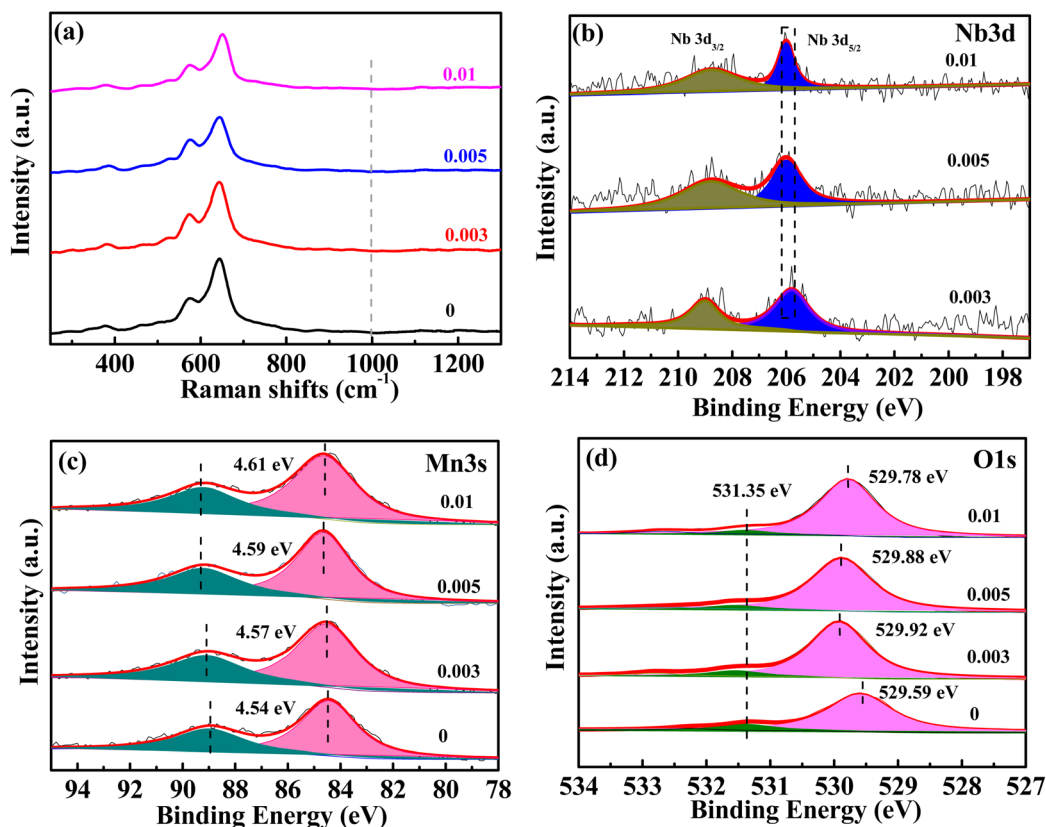 (a)
0.01
0.005
0.003
0
Intensity (a.u.)
400 600 800 1000 1200
Raman shifts (cm⁻¹)
(b)
Nb 3d₃/₂ Nb 3d₅/₂
Nb3d
0.01
0.005
0.003
Intensity (a.u.)
214 212 210 208 206 204 202 200 198
Binding Energy (eV)
(c)
Mn3s
4.61 eV
0.01
4.59 eV
0.005
4.57 eV
0.003
4.54 eV
0
Intensity (a.u.)
94 92 90 88 86 84 82 80 78
Binding Energy (eV)
(d)
O1s
531.35 eV
529.78 eV
0.01
529.88 eV
0.005
529.92 eV
0.003
529.59 eV
0
Intensity (a.u.)
534 533 532 531 530 529 528 527
Binding Energy (eV)